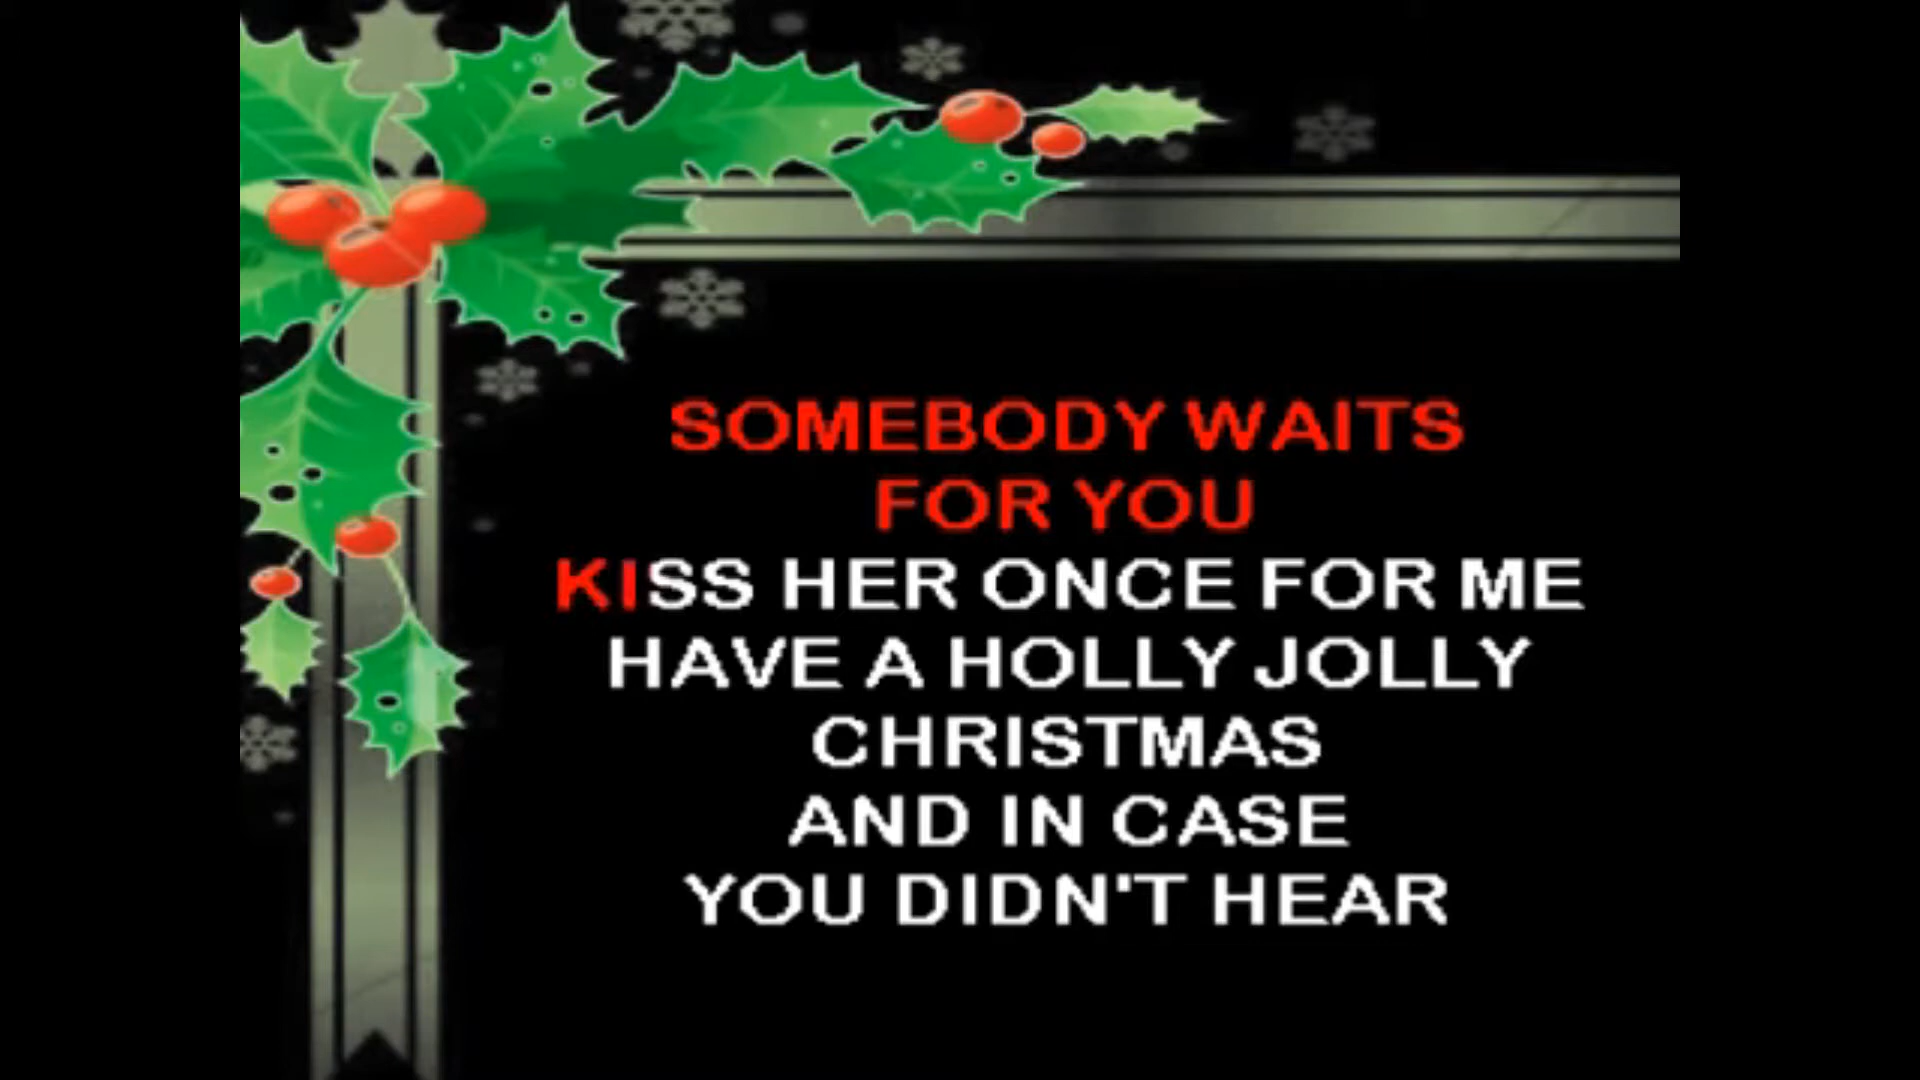 SOMEBODY WAITS
FOR YOU
KISS HER ONCE FOR ME
HAVE A HOLLY JOLLY
CHRISTMAS
AND IN CASE
YOU DIDN'T HEAR